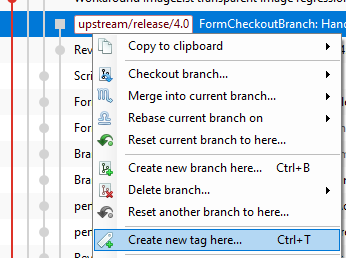 Workaround ImageList transparent image regression
upstream/release/4.0 FormCheckoutBranch: Hand
Rev
Copy to clipboard
Scri
Checkout branch...
For
Merge into current branch...
For
Rebase current branch on
Reset current branch to here...
Bra
Create new branch here... Ctrl+B
Bra
Delete branch...
per
Reset another branch to here...
per
Create new tag here... Ctrl+T